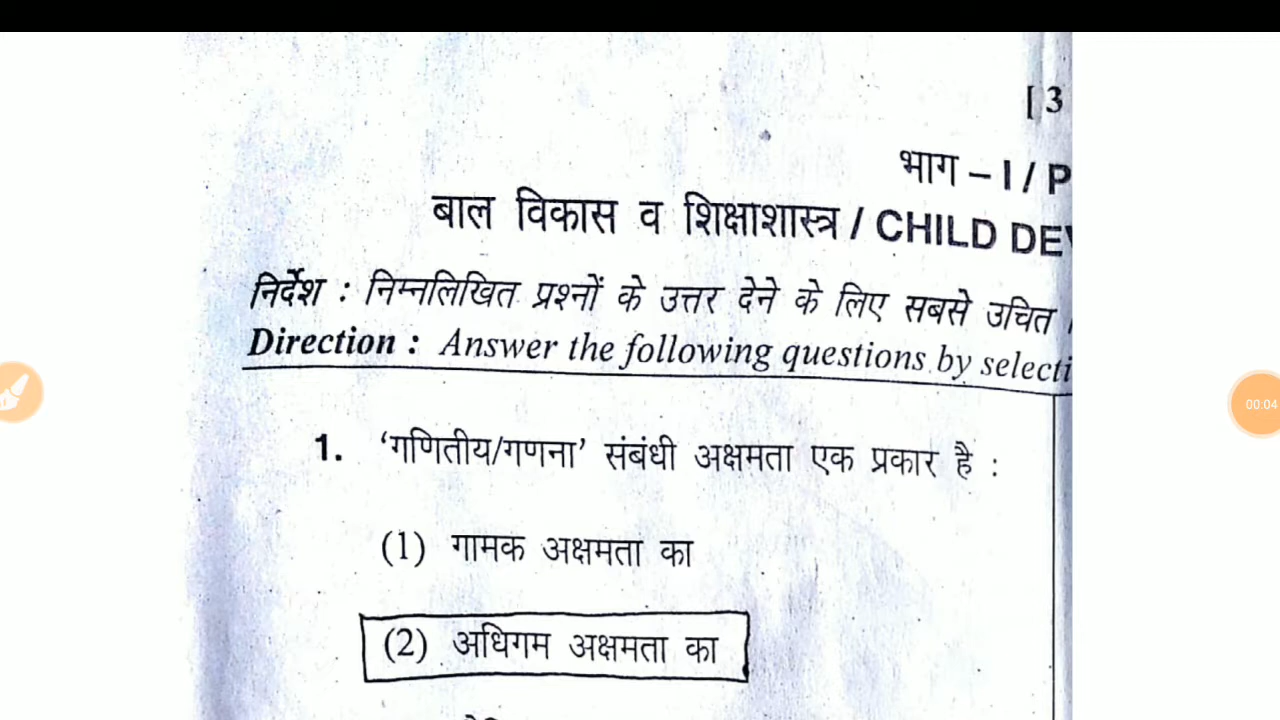 [ 3
भाग – I / P
बाल विकास व शिक्षाशास्त्र / CHILD DE
निर्देश : निम्नलिखित प्रश्नों के उत्तर देने के लिए सबसे उचित
Direction : Answer the following questions by selecti
1. ‘गणितीय/गणना’ संबंधी अक्षमता एक प्रकार है :
(1) गामक अक्षमता का
(2) अधिगम अक्षमता का
00:04